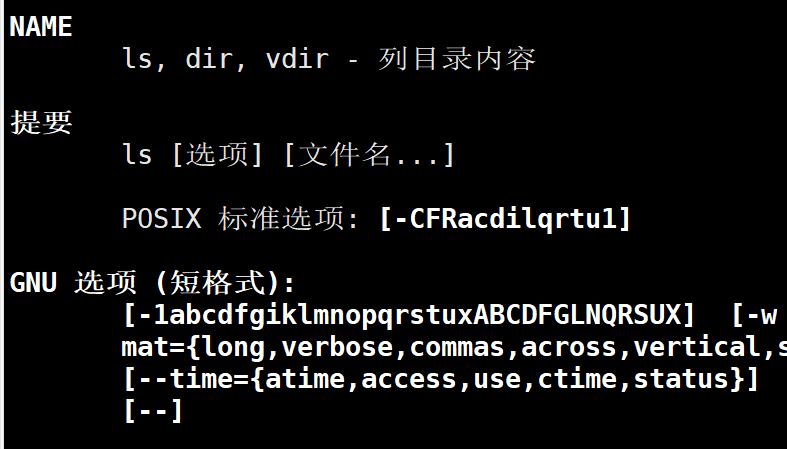 NAME
ls, dir, vdir - 列目录内容
提要
ls [选项] [文件名...]
POSIX 标准选项: [-CFRacdilqrtu1]
GNU 选项 (短格式):
[-1abcdfgiklmnopqrstuxABCDFGLNQRSUX] [-w
mat={long,verbose,commas,across,vertical,s
[--time={atime,access,use,ctime,status}]
[--]